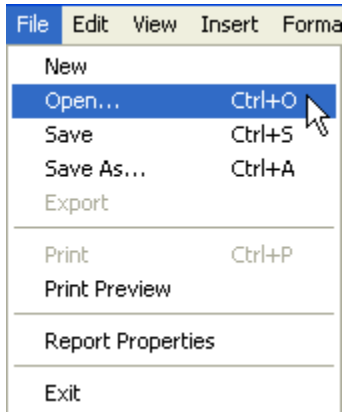 File Edit View Insert Forma
New
Open... Ctrl+O
Save Ctrl+S
Save As... Ctrl+A
Export
Print Ctrl+P
Print Preview
Report Properties
Exit